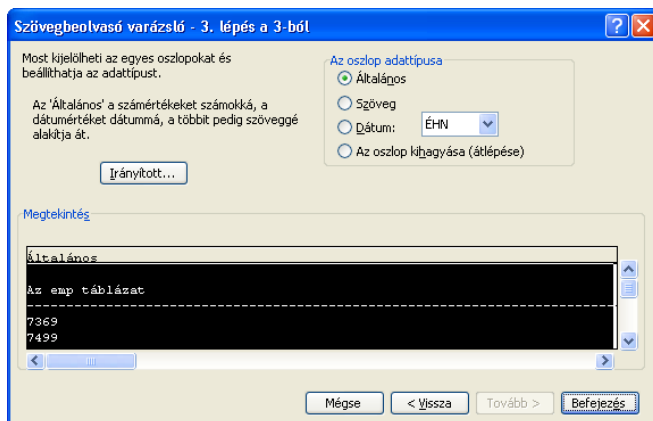 Szövegbeolvasó varázsló - 3. lépés a 3-ból
Most kijelölheti az egyes oszlopokat és
beállíthatja az adattípust.
Az 'Általános' a számértékeket számokká, a
dátumértéket dátummá, a többit pedig szöveggé
alakítja át.
Irányított...
Az oszlop adattípusa
Általános
Szöveg
Dátum:
ÉHN
Az oszlop kihagyása (átlépése)
Megtekintés
Általános
Az emp táblázat
--------------------------------------------------------------------------------
7369
7499
Mégse
< Vissza
Tovább >
Befejezés